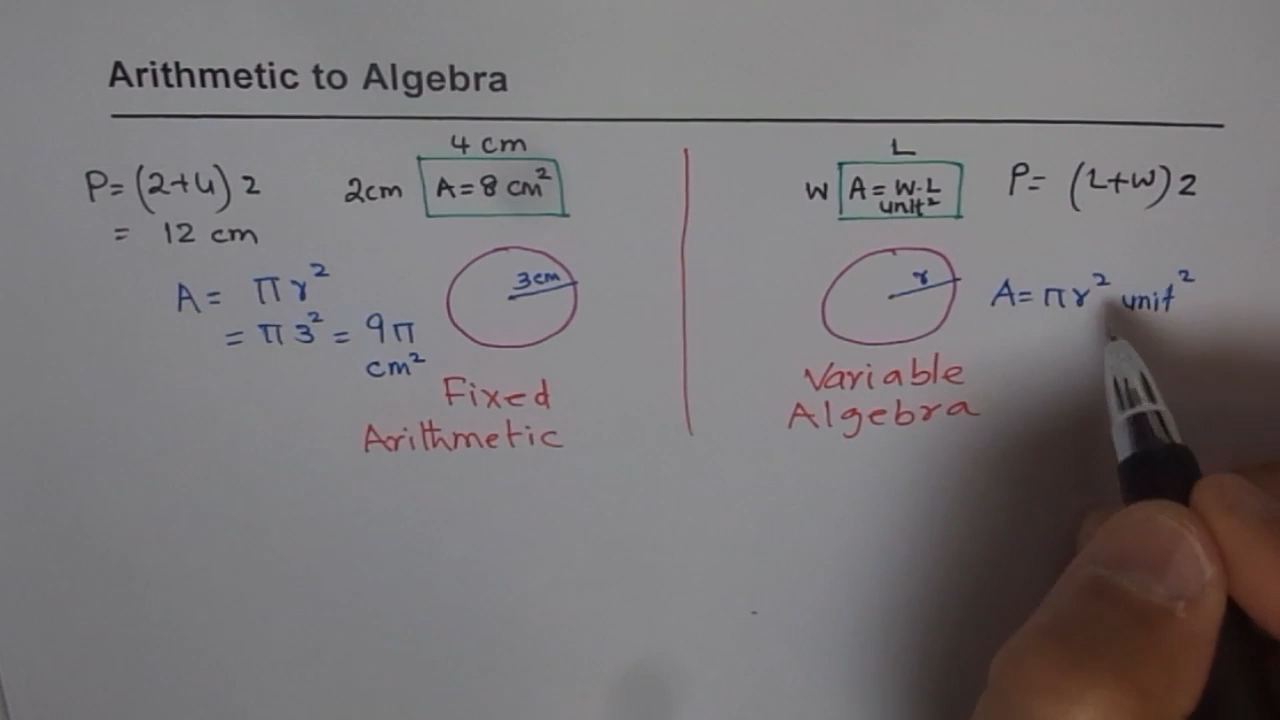 Arithmetic to Algebra
4 cm
P= (2+4) 2
2cm
A = 8 cm²
= 12 cm
3cm
A= πr²
= π 3² = 9π
cm²
Fixed
Arithmetic
L
W
A = W·L
unit²
P= (L+W) 2
r
A= πr² unit²
Variable
Algebra